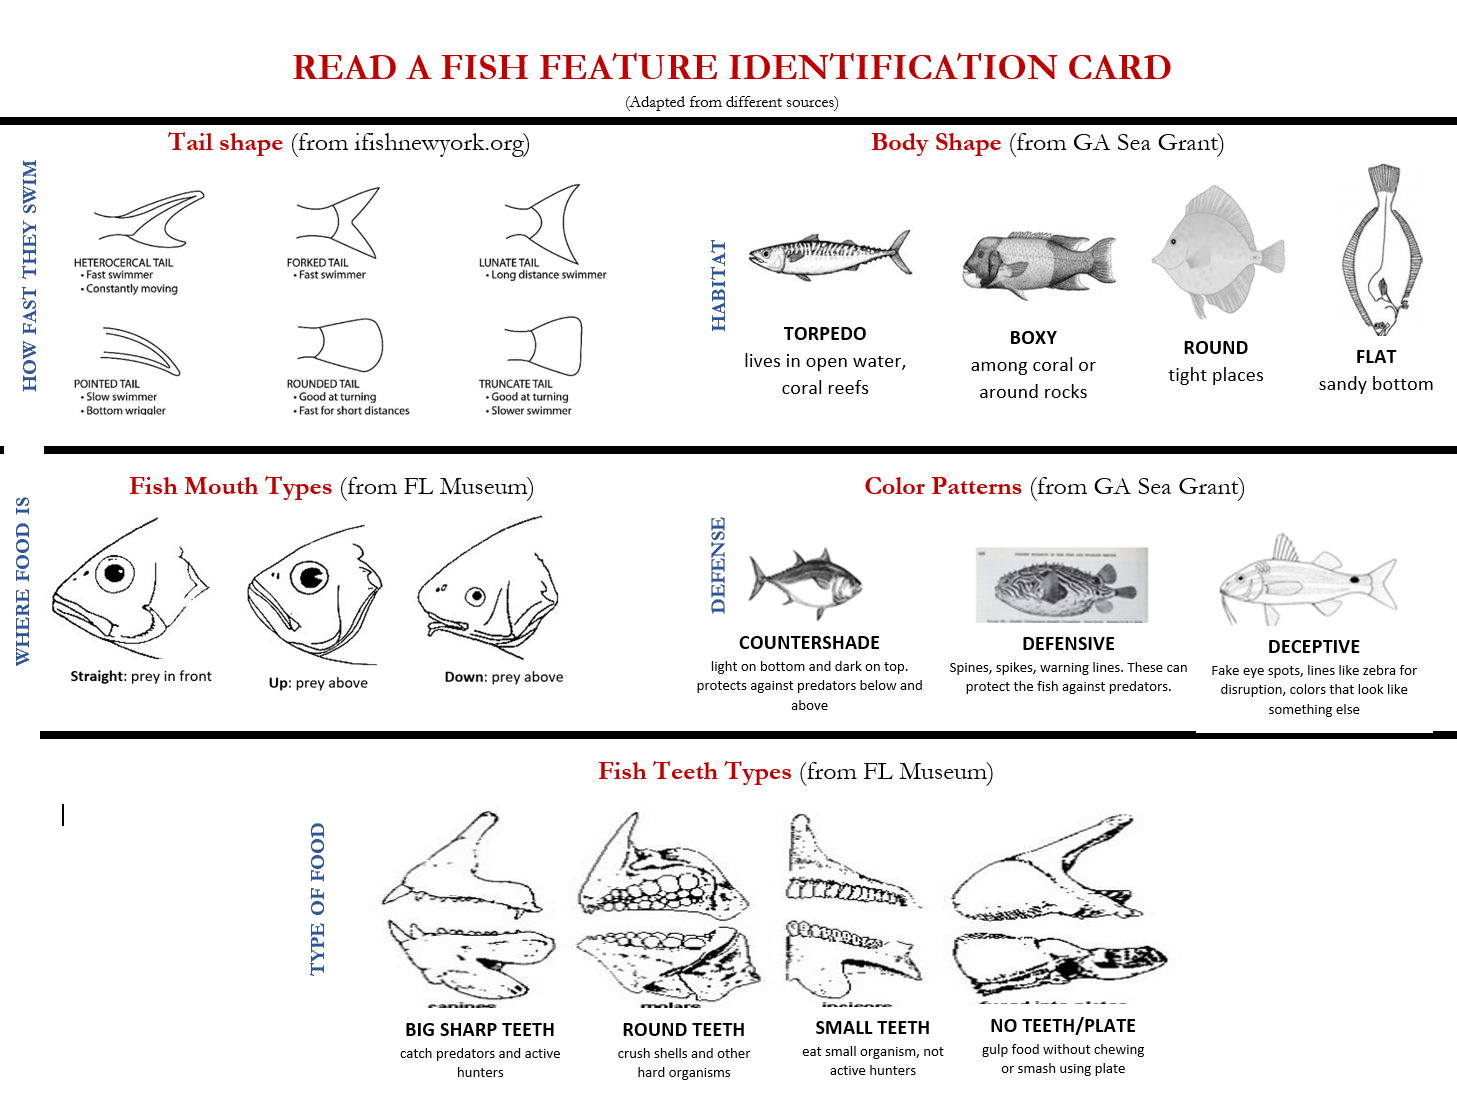 READ A FISH FEATURE IDENTIFICATION CARD
(Adapted from different sources)
HOW FAST THEY SWIM
Tail shape (from ifishnewyork.org)
HETEROCERCAL TAIL
• Fast swimmer
• Constantly moving
FORKED TAIL
• Fast swimmer
LUNATE TAIL
• Long distance swimmer
POINTED TAIL
• Slow swimmer
• Bottom wriggler
ROUNDED TAIL
• Good at turning
• Fast for short distances
TRUNCATE TAIL
• Good at turning
• Slower swimmer
HABITAT
Body Shape (from GA Sea Grant)
TORPEDO
lives in open water,
coral reefs
BOXY
among coral or
around rocks
ROUND
tight places
FLAT
sandy bottom
WHERE FOOD IS
Fish Mouth Types (from FL Museum)
Straight: prey in front
Up: prey above
Down: prey above
DEFENSE
Color Patterns (from GA Sea Grant)
COUNTERSHADE
light on bottom and dark on top.
protects against predators below and
above
DEFENSIVE
Spines, spikes, warning lines. These can
protect the fish against predators.
DECEPTIVE
Fake eye spots, lines like zebra for
disruption, colors that look like
something else
TYPE OF FOOD
Fish Teeth Types (from FL Museum)
canines
BIG SHARP TEETH
catch predators and active
hunters
molars
ROUND TEETH
crush shells and other
hard organisms
incisors
SMALL TEETH
eat small organism, not
active hunters
fused into plates
NO TEETH/PLATE
gulp food without chewing
or smash using plate